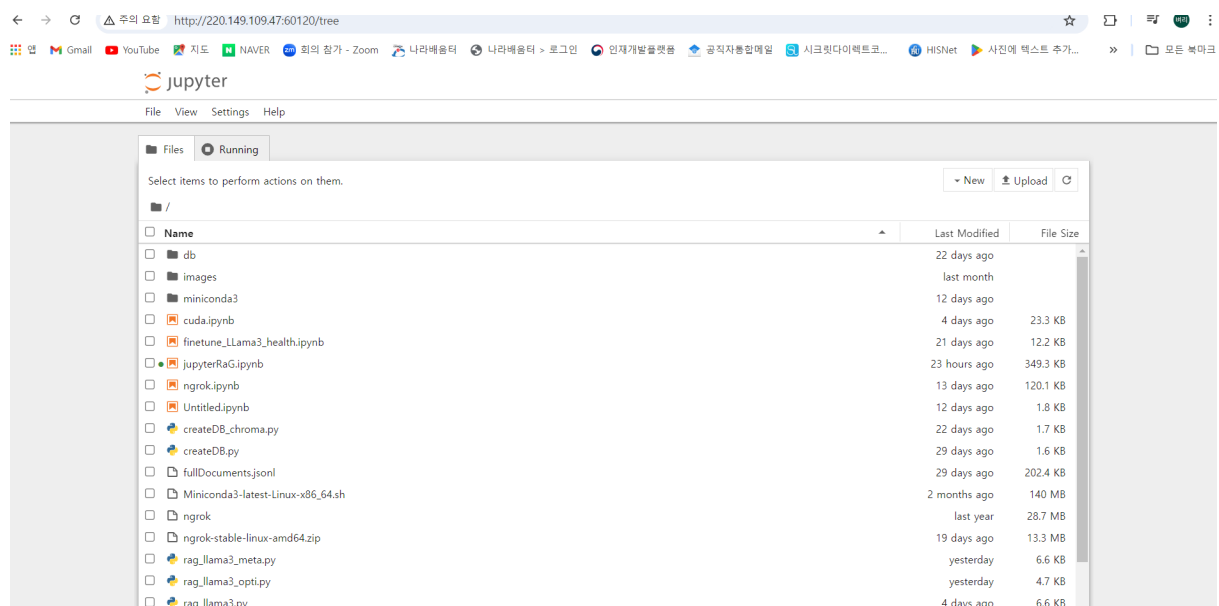 주의 요함 http://220.149.109.47:60120/tree 버리
앱 Gmail YouTube 지도 N NAVER zm 회의 참가 - Zoom 나라배움터 나라배움터 > 로그인 인재개발플랫폼 공직자통합메일 시크릿다이렉트코... HISNet 사진에 텍스트 추가... » 모든 북마크
jupyter
File View Settings Help
Files Running
Select items to perform actions on them. New Upload
/
Name Last Modified File Size
db 22 days ago
images last month
miniconda3 12 days ago
cuda.ipynb 4 days ago 23.3 KB
finetune_LLama3_health.ipynb 21 days ago 12.2 KB
jupyterRaG.ipynb 23 hours ago 349.3 KB
ngrok.ipynb 13 days ago 120.1 KB
Untitled.ipynb 12 days ago 1.8 KB
createDB_chroma.py 22 days ago 1.7 KB
createDB.py 29 days ago 1.6 KB
fullDocuments.jsonl 29 days ago 202.4 KB
Miniconda3-latest-Linux-x86_64.sh 2 months ago 140 MB
ngrok last year 28.7 MB
ngrok-stable-linux-amd64.zip 19 days ago 13.3 MB
rag_llama3_meta.py yesterday 6.6 KB
rag_llama3_opti.py yesterday 4.7 KB
rag_llama3.py 4 days ago 6.6 KB